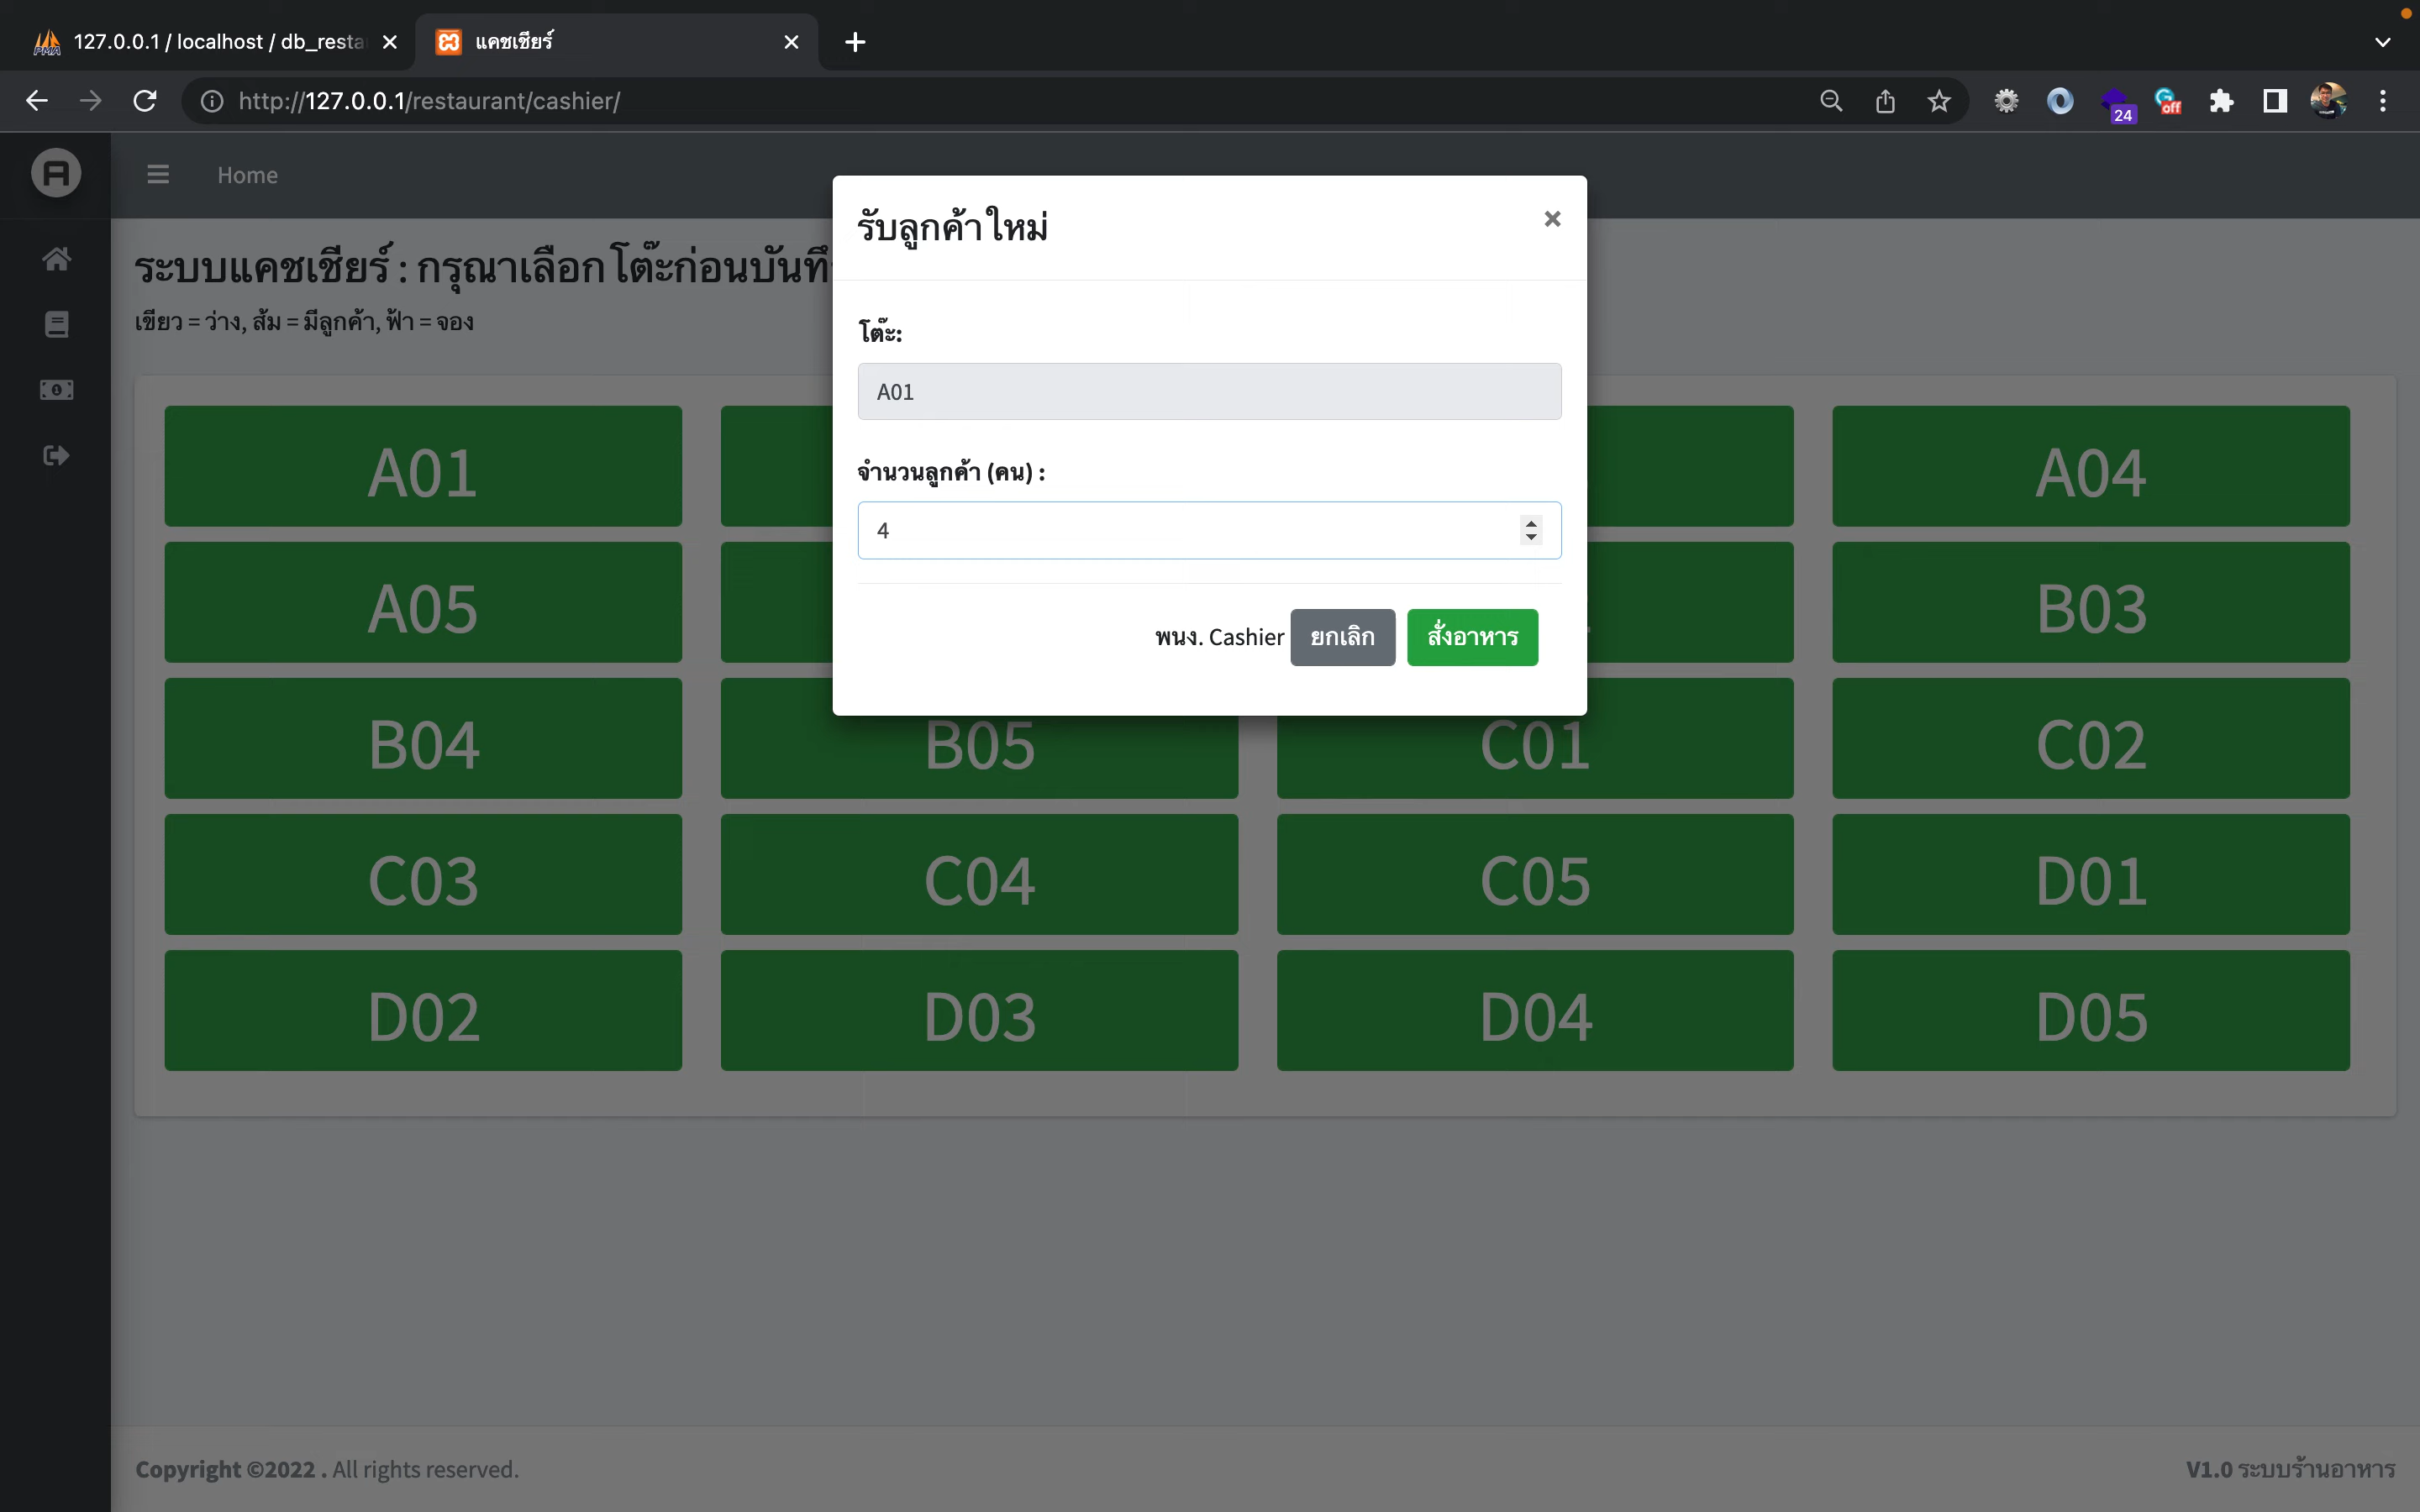 127.0.0.1 / localhost / db_resta
แคชเชียร์
http://127.0.0.1/restaurant/cashier/
24
off
Home
รับลูกค้าใหม่
ระบบแคชเชียร์ : กรุณาเลือกโต๊ะก่อนบันทึ
เขียว = ว่าง, ส้ม = มีลูกค้า, ฟ้า = จอง
โต๊ะ:
A01
จำนวนลูกค้า (คน) :
4
พนง. Cashier ยกเลิก สั่งอาหาร
A01 A04
A05 B03
B04 B05 C01 C02
C03 C04 C05 D01
D02 D03 D04 D05
Copyright ©2022 . All rights reserved.
V1.0 ระบบร้านอาหาร